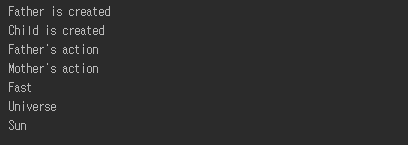 Father is created
Child is created
Father's action
Mother's action
Fast
Universe
Sun